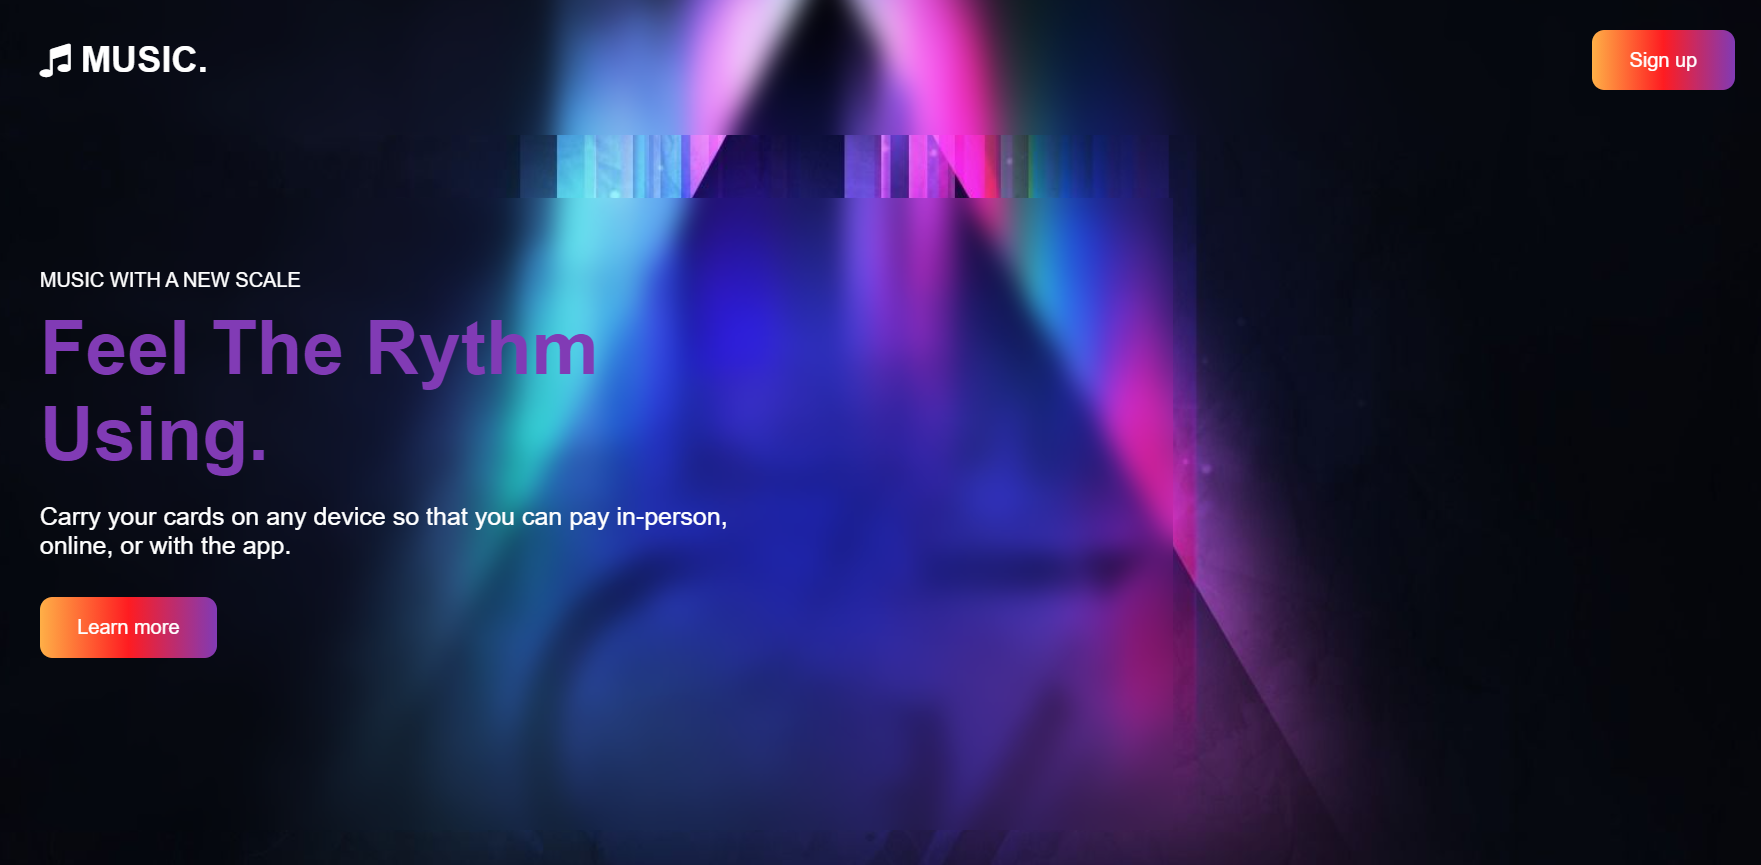 MUSIC.
Sign up
MUSIC WITH A NEW SCALE
Feel The Rythm
Using.
Carry your cards on any device so that you can pay in-person,
online, or with the app.
Learn more